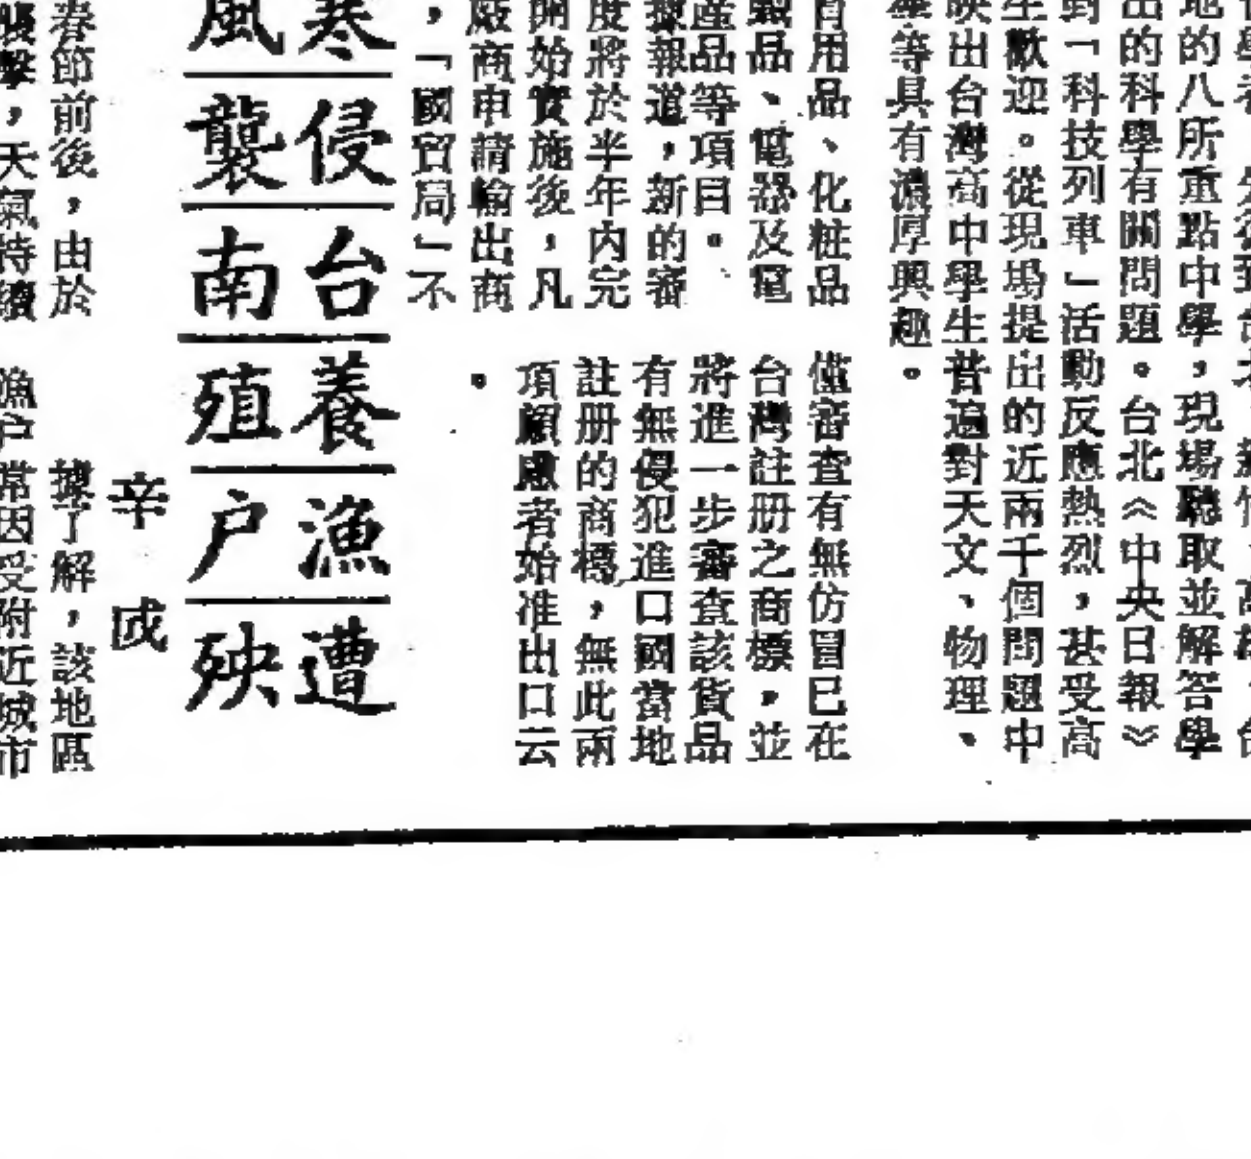 地的八所重點中學，現場聽取並解答學
出的科學有關問題。台北《中央日報》
對「科技列車」活動反應熱烈，甚受高
生歡迎。從現場提出的近兩千個問題中
映出台灣高中學生普遍對天文、物理、
等具有濃厚興趣。
育用品、化粧品
製品、電器及電
產品等項目。
據報道，新的審
度將於半年內完
開始實施後，凡
廠商申請輸出商
，「國貿局」不
僅審查有無仿冒已在
台灣註册之商標，並
將進一步審查該貨品
有無侵犯進口國當地
註册的商標，無此兩
項顧慮者始准出口云
。
寒風
侵襲
台南
養殖
漁户
遭殃
辛
春節前後，由於
襲擊，天氣持續
據了解，該地區
漁户常因受附近城市